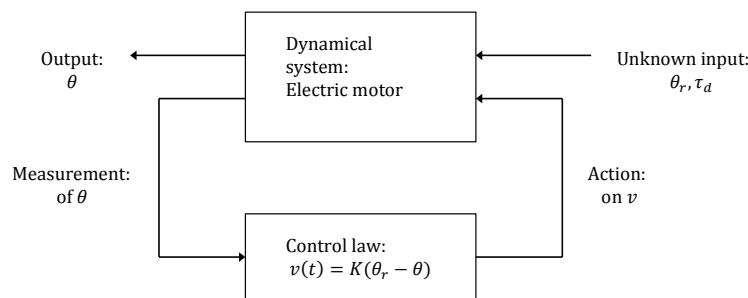 Output:
θ
Dynamical
system:
Electric motor
Unknown input:
θ_r, τ_d
Measurement:
of θ
Action:
on v
Control law:
v(t) = K(θ_r − θ)